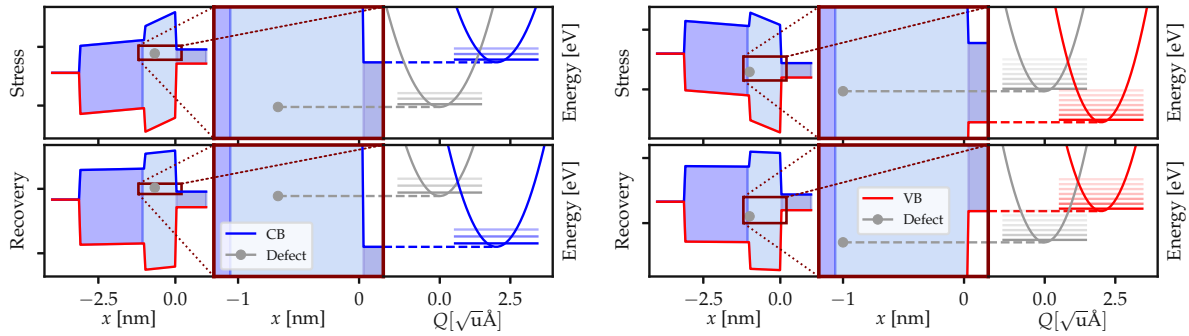 Stress
Energy [eV]
Stress
Energy [eV]
Recovery
CB
Defect
Energy [eV]
Recovery
VB
Defect
Energy [eV]
−2.5 0.0 −1 0 0.0 2.5
x [nm] x [nm] Q[√uÅ]
−2.5 0.0 −1 0 0.0 2.5
x [nm] x [nm] Q[√uÅ]